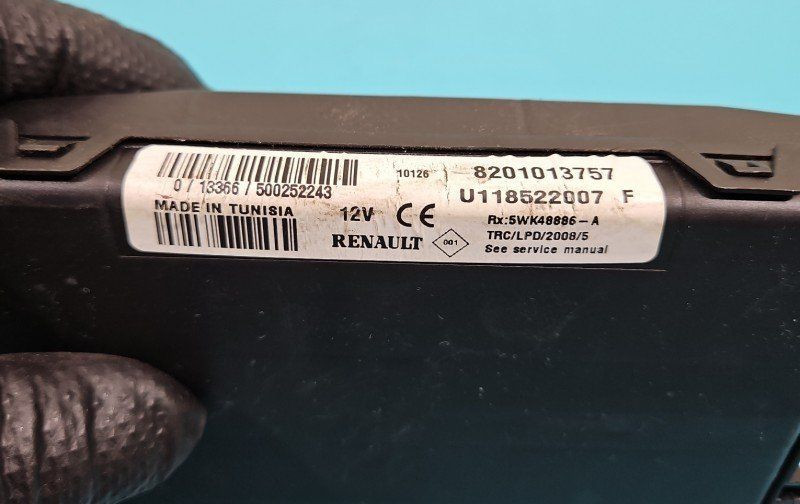 0 / 13366 / 500252243
MADE IN TUNISIA
12V CE
RENAULT
001
10126
8201013757
U118522007 F
Rx:5WK48886-A
TRC/LPD/2008/5
See service manual